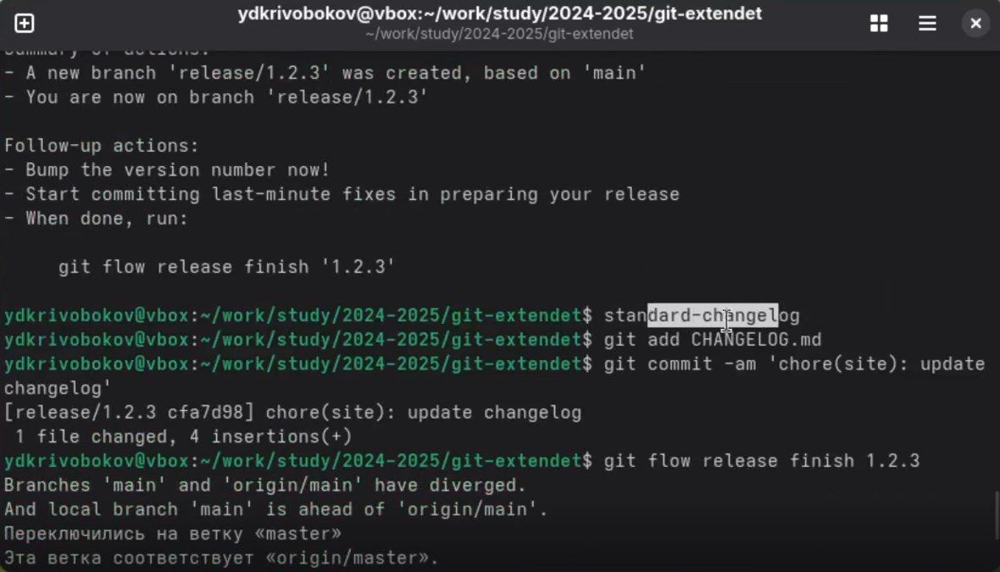 ydkrivobokov@vbox:~/work/study/2024-2025/git-extendet
~/work/study/2024-2025/git-extendet
Summary of actions:
- A new branch 'release/1.2.3' was created, based on 'main'
- You are now on branch 'release/1.2.3'
Follow-up actions:
- Bump the version number now!
- Start committing last-minute fixes in preparing your release
- When done, run:
git flow release finish '1.2.3'
ydkrivobokov@vbox:~/work/study/2024-2025/git-extendet$ standard-changelog
ydkrivobokov@vbox:~/work/study/2024-2025/git-extendet$ git add CHANGELOG.md
ydkrivobokov@vbox:~/work/study/2024-2025/git-extendet$ git commit -am 'chore(site): update
changelog'
[release/1.2.3 cfa7d98] chore(site): update changelog
1 file changed, 4 insertions(+)
ydkrivobokov@vbox:~/work/study/2024-2025/git-extendet$ git flow release finish 1.2.3
Branches 'main' and 'origin/main' have diverged.
And local branch 'main' is ahead of 'origin/main'.
Переключились на ветку «master»
Эта ветка соответствует «origin/master».